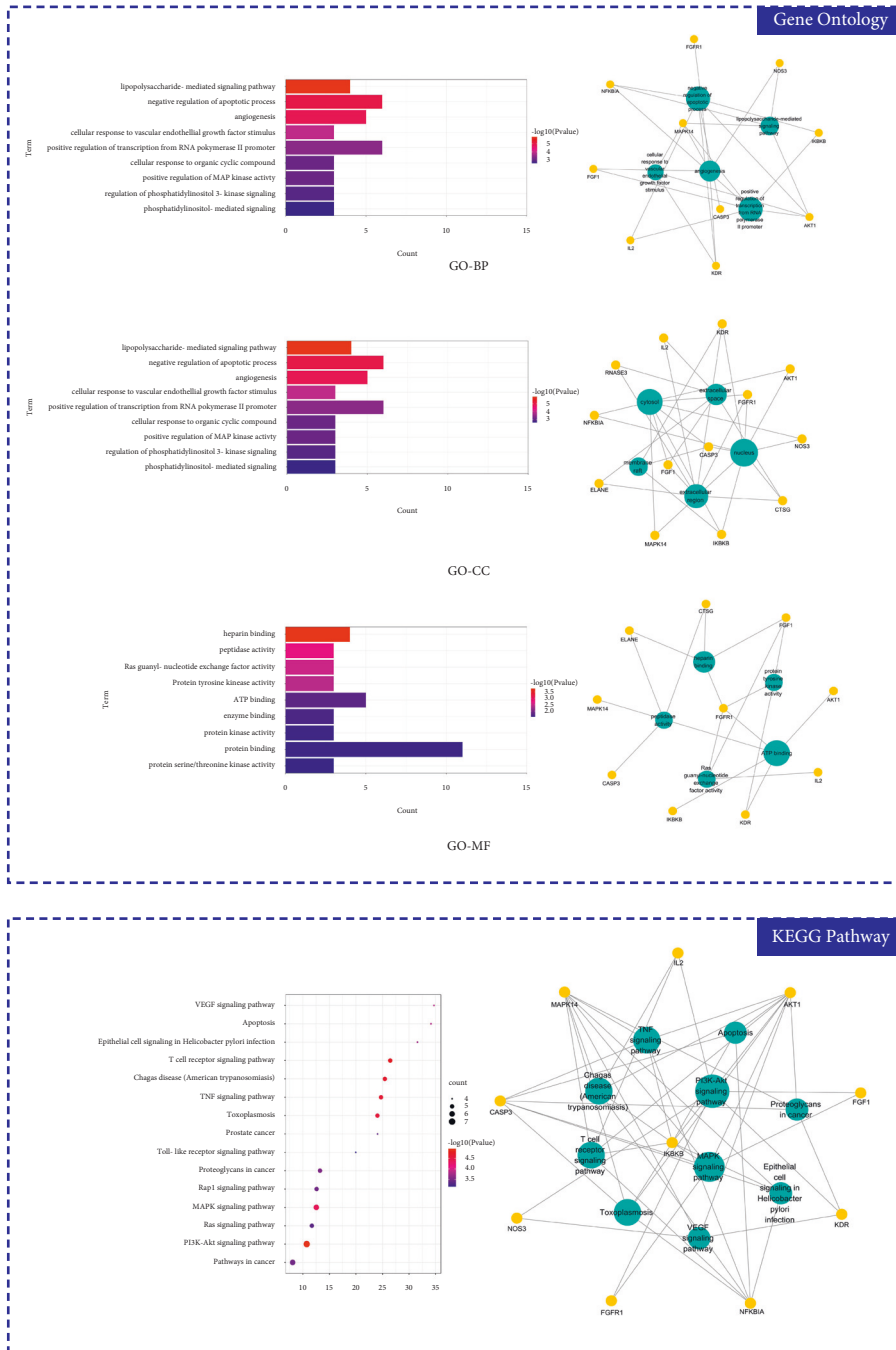 Gene Ontology
lipopolysaccharide- mediated signaling pathway
negative regulation of apoptotic process
angiogenesis
cellular response to vascular endothelial growth factor stimulus
positive regulation of transcription from RNA pokymerase II promoter
cellular response to organic cyclic compound
positive regulation of MAP kinase activty
regulation of phosphatidylinositol 3- kinase signaling
phosphatidylinositol- mediated signaling
Term
0 5 10 15
Count
-log10(Pvalue)
5
4
3
GO-BP
FGFR1
NOS3
NFKBIA
negative
regulation of
apoptotic
process
lipopolysaccharide-mediated
signaling
pathway
MAPK14
IKBKB
cellular
response to
vascular
endothelial
growth factor
stimulus
angiogenesis
FGF1
positive
regulation of
transcription
from RNA
polymerase
II promoter
CASP3
AKT1
IL2
KDR
lipopolysaccharide- mediated signaling pathway
negative regulation of apoptotic process
angiogenesis
cellular response to vascular endothellial growth factor stimulus
positive regulation of transcription from RNA pokymerase II promoter
cellular response to organic cyclic compound
positive regulation of MAP kinase activty
regulation of phosphatidylinositol 3- kinase signaling
phosphatidylinositol- mediated signaling
Term
0 5 10 15
Count
-log10(Pvalue)
5
4
3
GO-CC
KDR
IL2
RNASE3
AKT1
extracellular
space
cytosol
FGFR1
NFKBIA
NOS3
CASP3
nucleus
membrane
raft
FGF1
ELANE
extracellular
region
CTSG
MAPK14
IKBKB
heparin binding
peptidase activity
Ras guanyl- nucleotide exchange factor activity
Protein tyrosine kinase activity
ATP binding
enzyme binding
protein kinase activity
protein binding
protein serine/threonine kinase activity
Term
0 5 10 15
Count
-log10(Pvalue)
3.5
3.0
2.5
2.0
GO-MF
CTSG
FGF1
ELANE
heparin
binding
protein
tyrosine
kinase
activity
MAPK14
peptidase
activity
FGFR1
AKT1
ATP binding
Ras
guanyl-nucleotide
exchange
factor activity
CASP3
IL2
IKBKB
KDR
KEGG Pathway
VEGF signaling pathway
Apoptosis
Epithelial cell signaling in Helicobacter pylori infection
T cell receptor signaling pathway
Chagas disease (American trypanosomiasis)
TNF signaling pathway
Toxoplasmosis
Prostate cancer
Toll- like receptor signaling pathway
Proteoglycans in cancer
Rap1 signaling pathway
MAPK signaling pathway
Ras signaling pathway
PI3K-Akt signaling pathway
Pathways in cancer
10 15 20 25 30 35
count
4
5
6
7
-log10(Pvalue)
4.5
4.0
3.5
IL2
MAPK14
AKT1
TNF
signaling
pathway
Apoptosis
Chagas
disease
(American
trypanosomiasis)
PI3K-Akt
signaling
pathway
CASP3
Proteoglycans
in cancer
FGF1
T cell
receptor
signaling
pathway
IKBKB
MAPK
signaling
pathway
Epithelial
cell
signaling in
Helicobacter
pylori
infection
Toxoplasmosis
NOS3
VEGF
signaling
pathway
KDR
FGFR1
NFKBIA